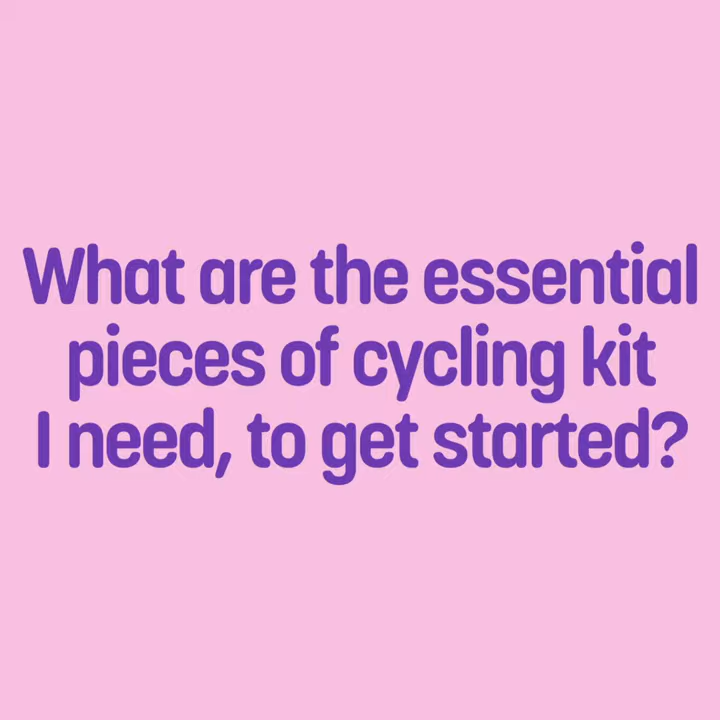 What are the essential
pieces of cycling kit
I need, to get started?